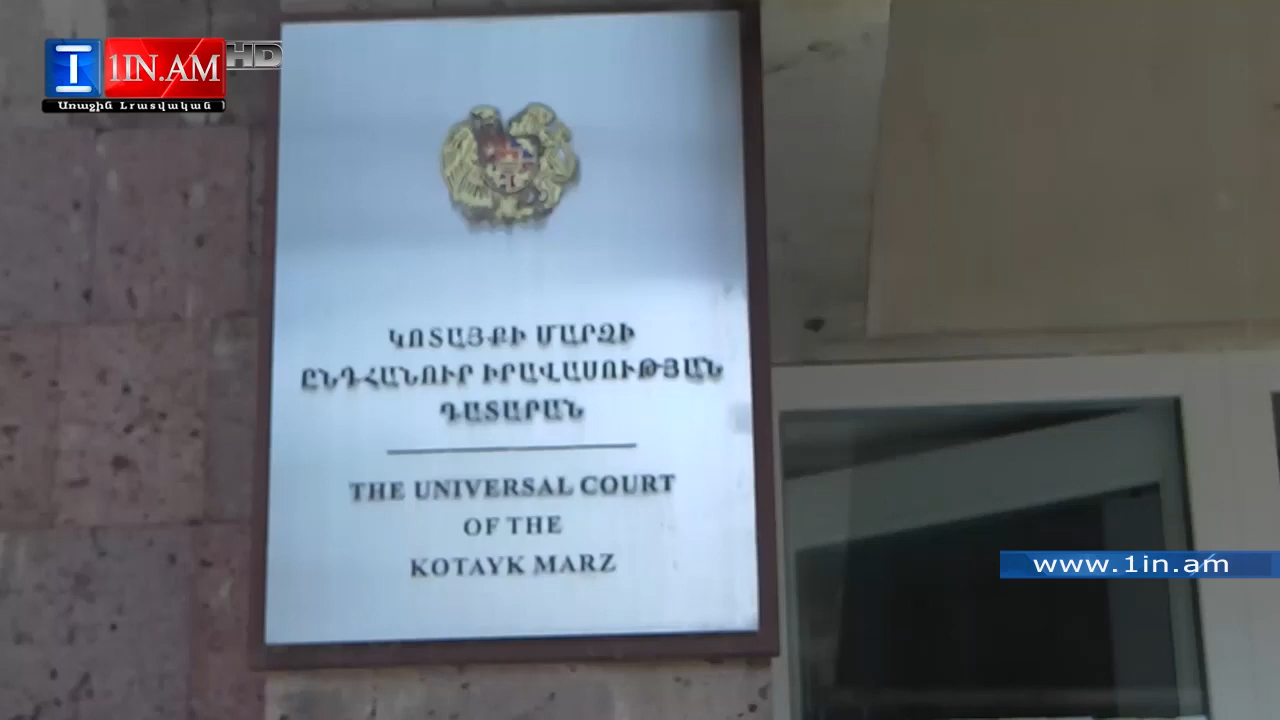 I 1IN.AM HD
Առաջին Լրատվական
ԿՈՏԱՅՔԻ ՄԱՐԶԻ
ԸՆԴՀԱՆՈՒՐ ԻՐԱՎԱՍՈՒԹՅԱՆ
ԴԱՏԱՐԱՆ
THE UNIVERSAL COURT
OF THE
KOTAYK MARZ
www.1in.am